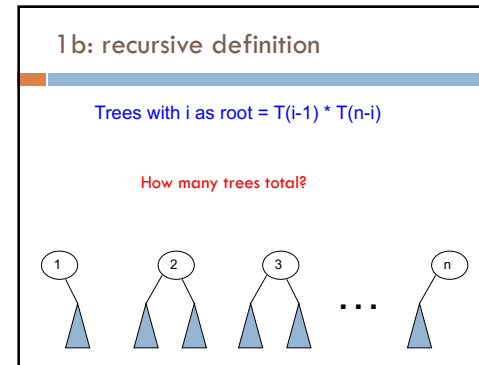 1b: recursive definition
Trees with i as root = T(i-1) * T(n-i)
How many trees total?
1 2 3 ... n